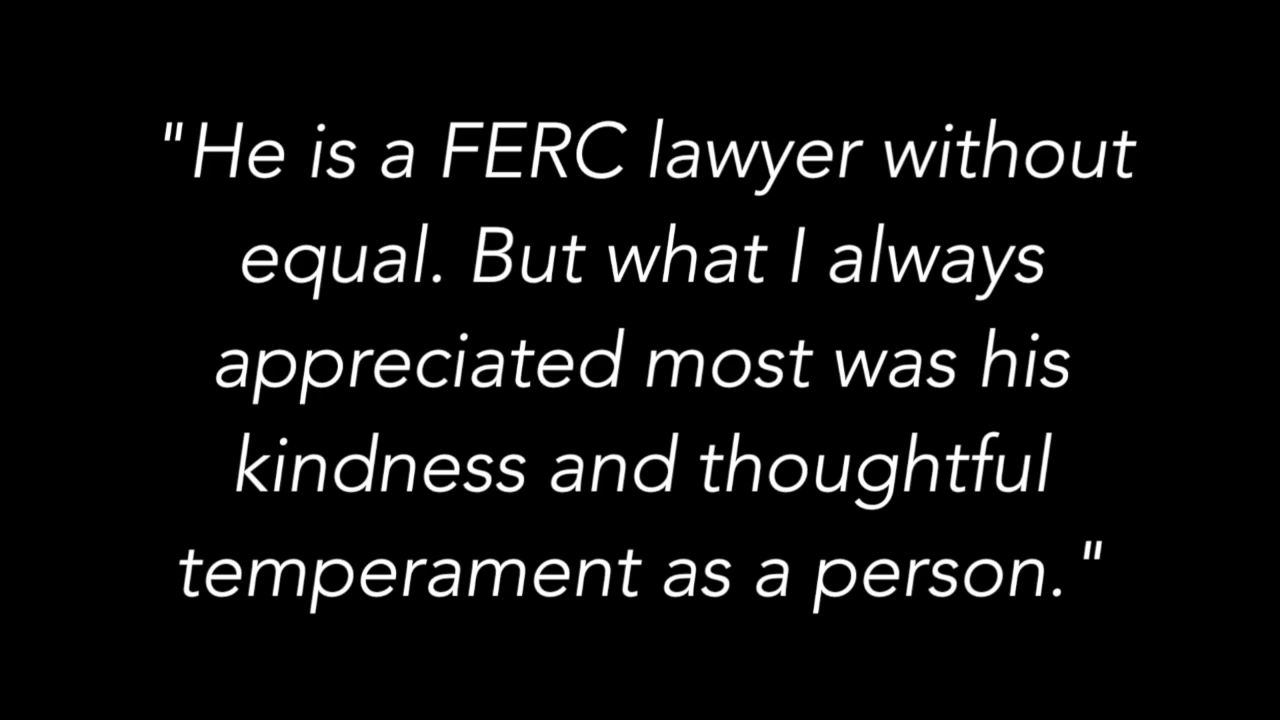 "He is a FERC lawyer without
equal. But what I always
appreciated most was his
kindness and thoughtful
temperament as a person."